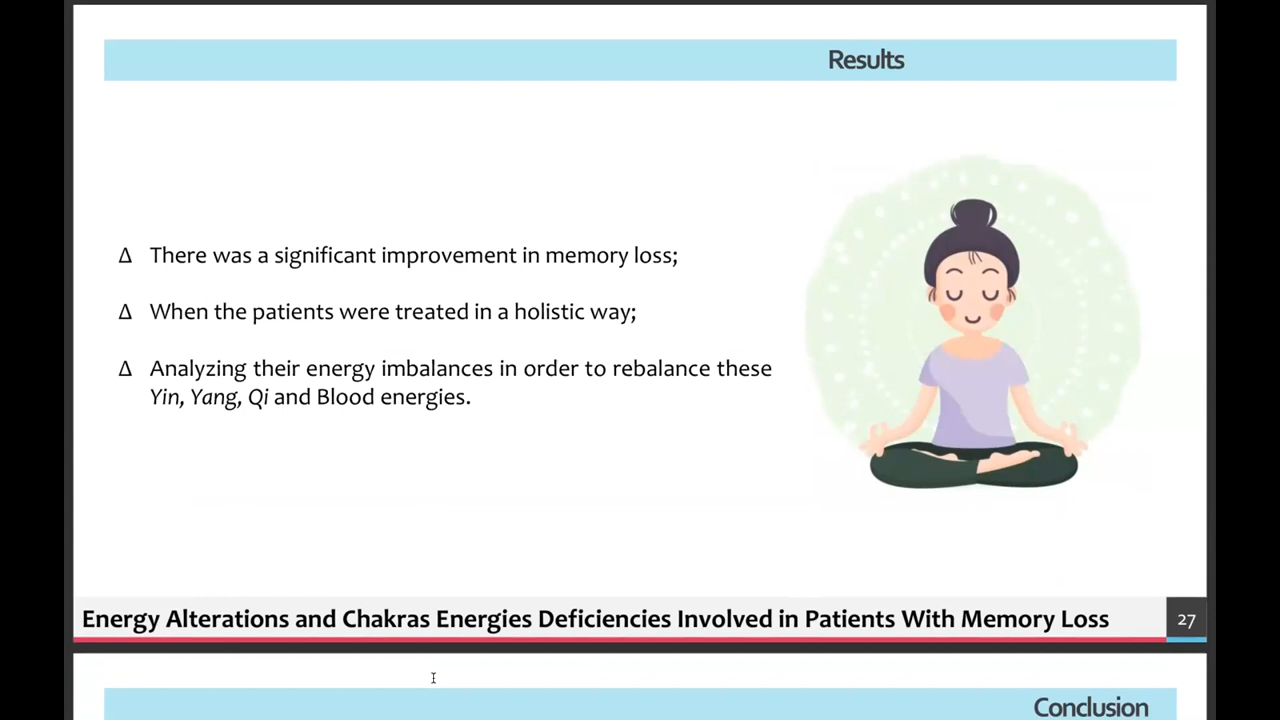 Results
Δ There was a significant improvement in memory loss;
Δ When the patients were treated in a holistic way;
Δ Analyzing their energy imbalances in order to rebalance these
Yin, Yang, Qi and Blood energies.
Energy Alterations and Chakras Energies Deficiencies Involved in Patients With Memory Loss
27
Conclusion